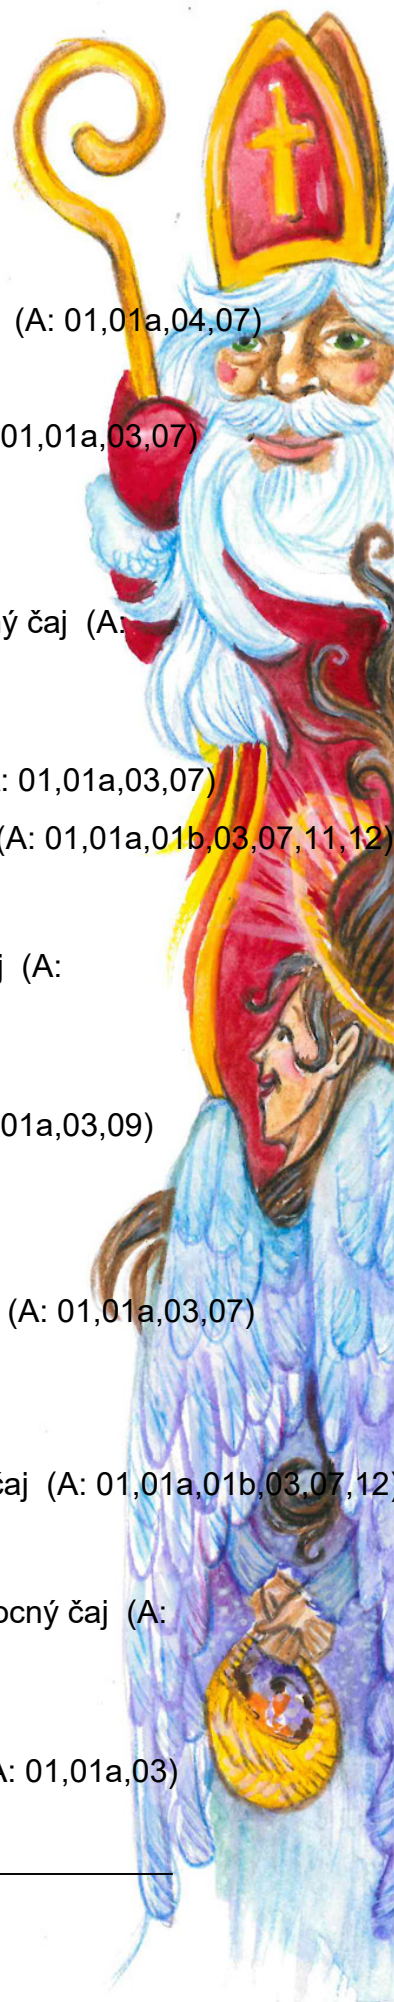 (A: 01,01a,04,07)
01,01a,03,07)
ý čaj (A:
: 01,01a,03,07)
(A: 01,01a,01b,03,07,11,12)
j (A:
01a,03,09)
(A: 01,01a,03,07)
čaj (A: 01,01a,01b,03,07,12)
ocný čaj (A:
A: 01,01a,03)